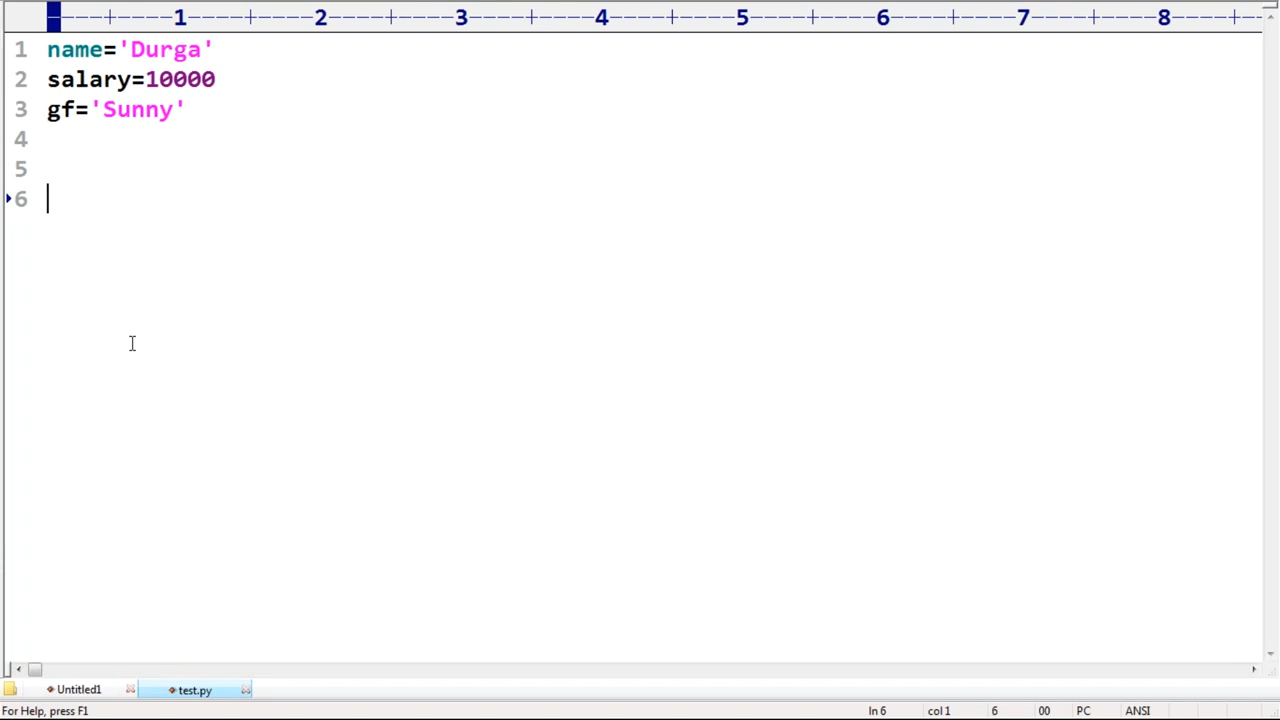 1 2 3 4 5 6 7 8
1 name='Durga'
2 salary=10000
3 gf='Sunny'
4
5
6
Untitled1 test.py
For Help, press F1 ln 6 col 1 6 00 PC ANSI